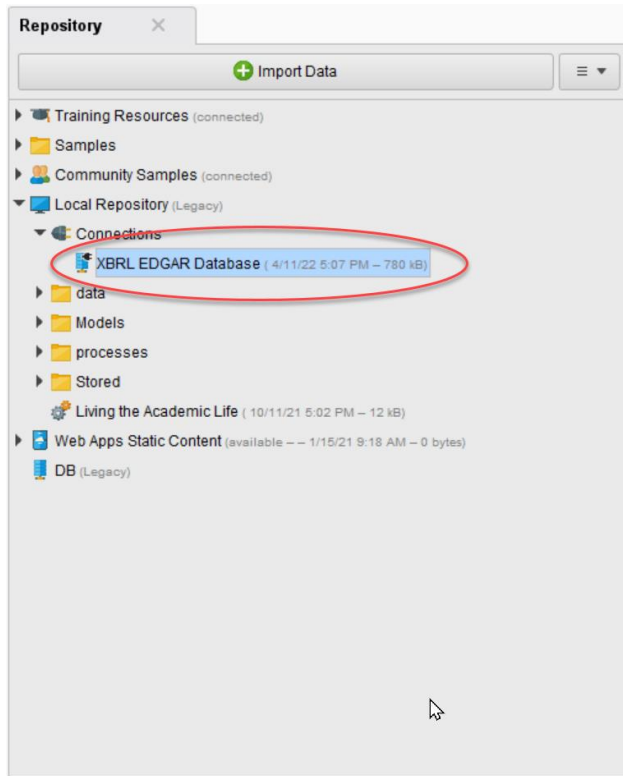 Repository
Import Data
Training Resources (connected)
Samples
Community Samples (connected)
Local Repository (Legacy)
Connections
XBRL EDGAR Database ( 4/11/22 5:07 PM – 780 kB)
data
Models
processes
Stored
Living the Academic Life ( 10/11/21 5:02 PM – 12 kB)
Web Apps Static Content (available – – 1/15/21 9:18 AM – 0 bytes)
DB (Legacy)